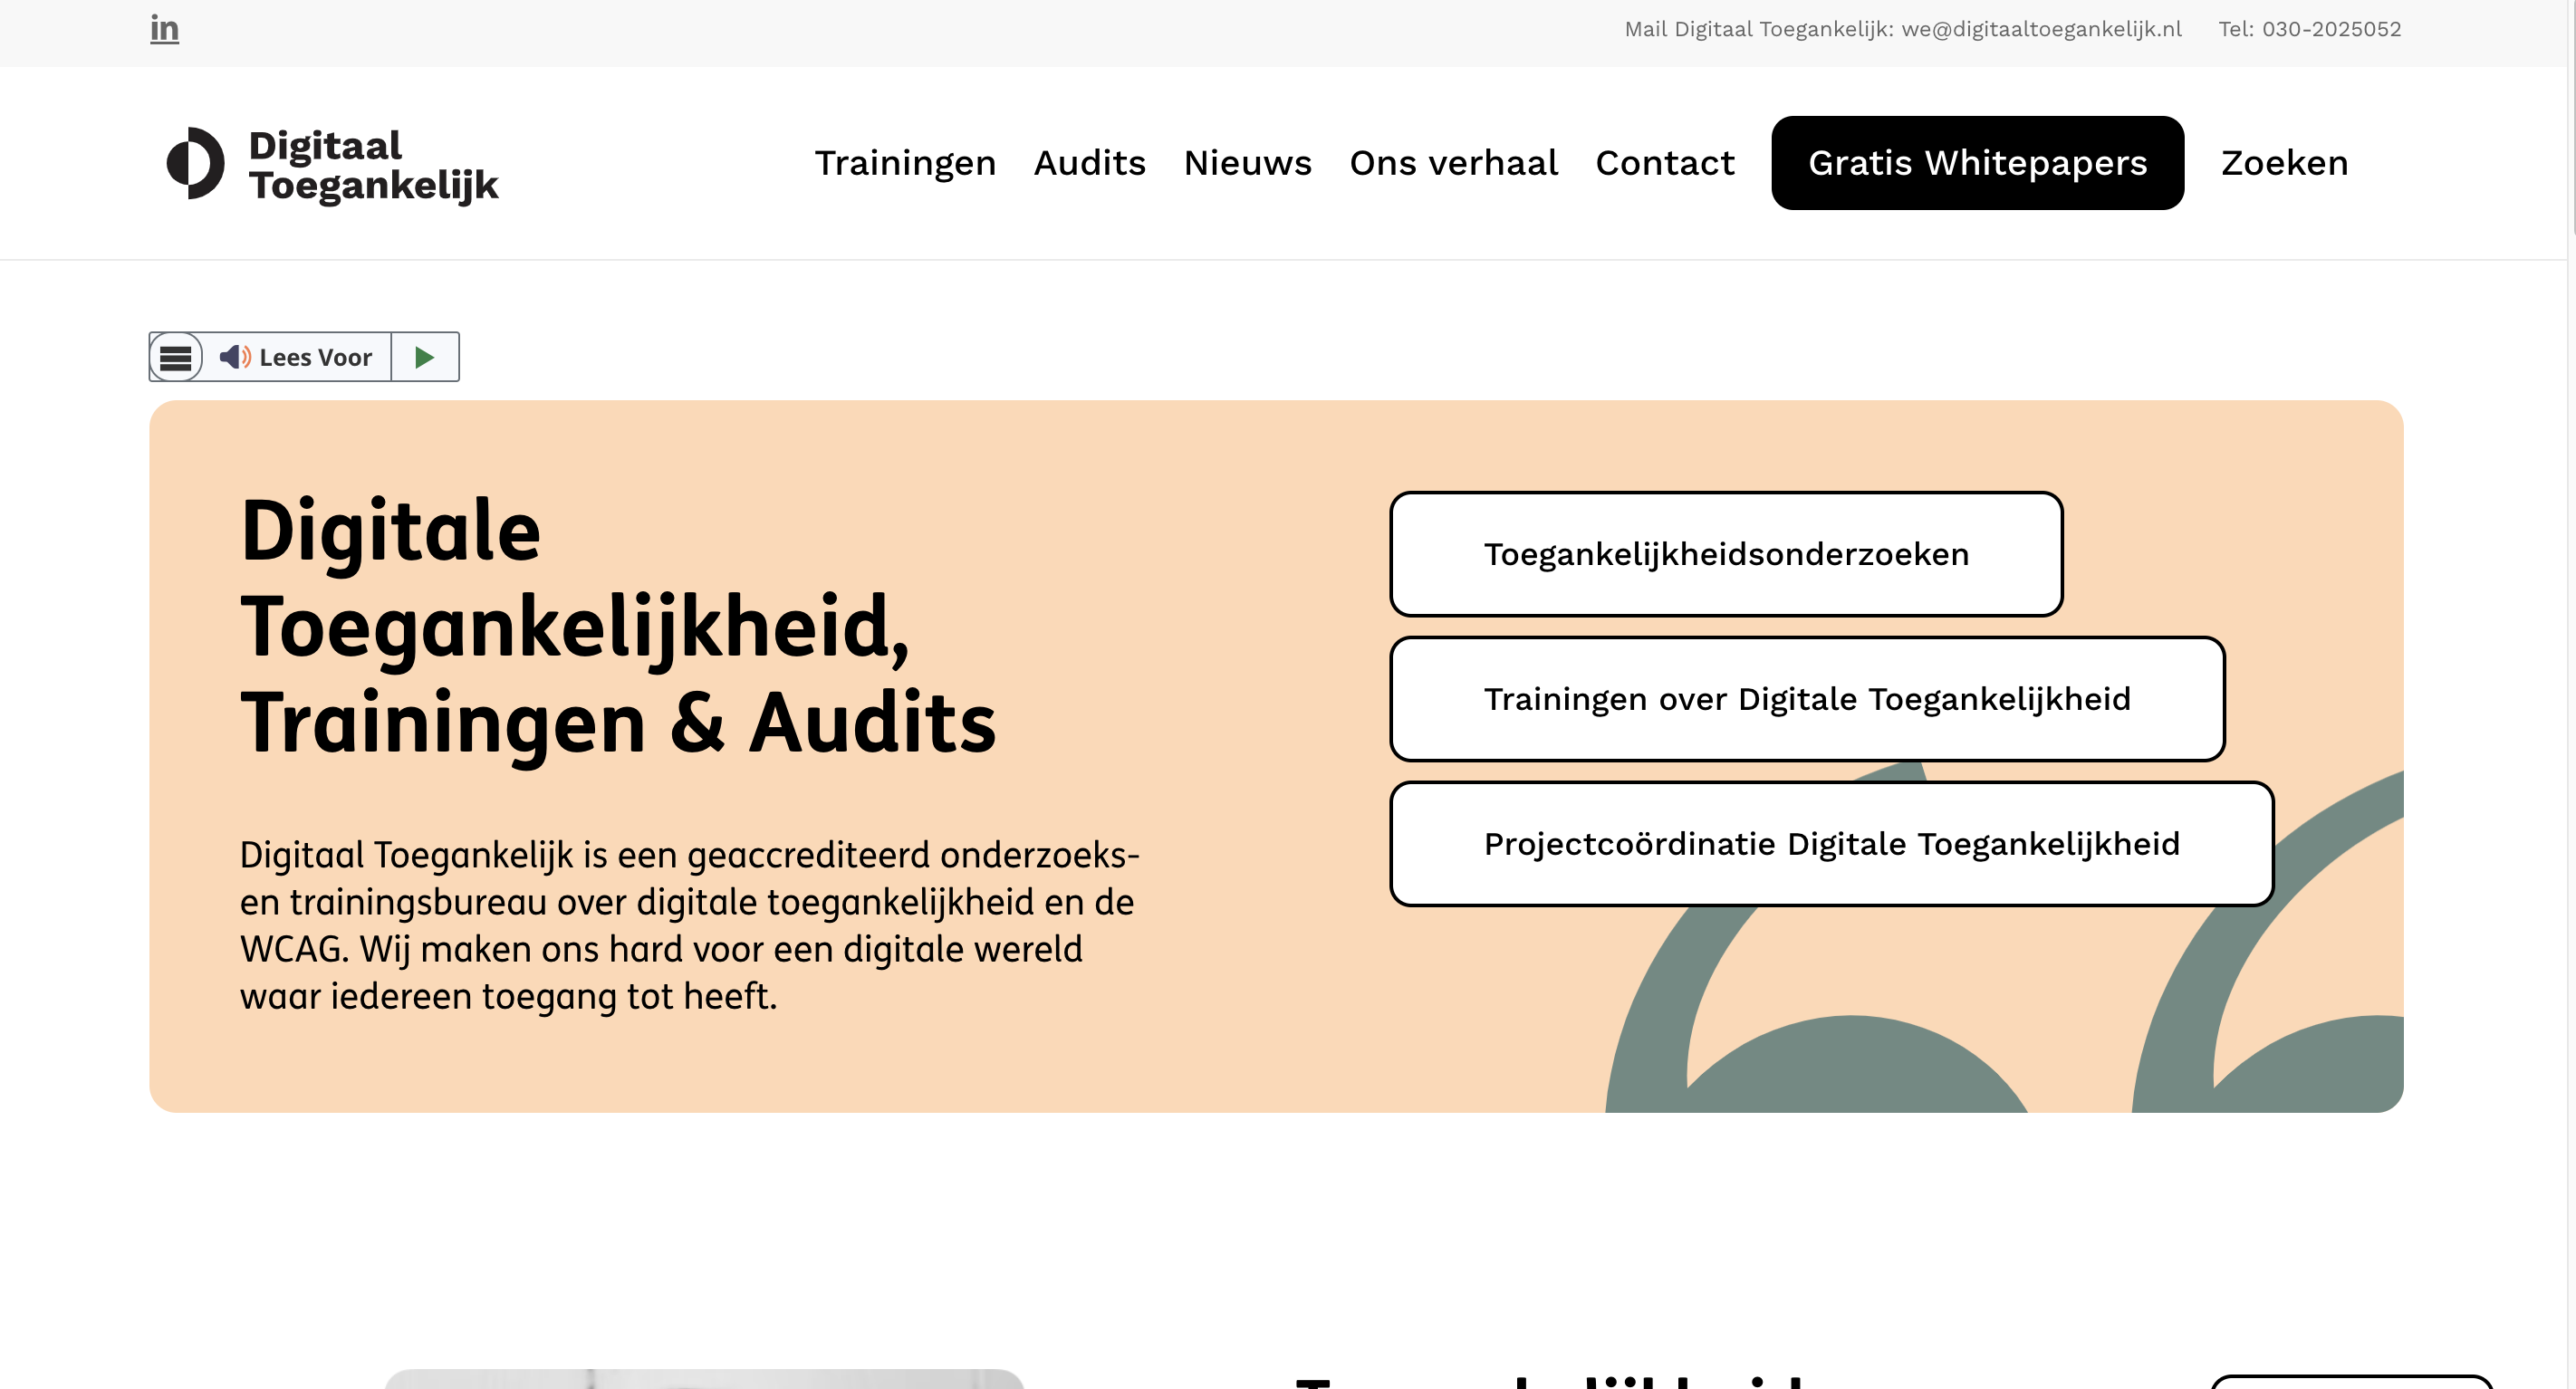 in
Mail Digitaal Toegankelijk: we@digitaaltoegankelijk.nl Tel: 030-2025052
Digitaal
Toegankelijk
Trainingen Audits Nieuws Ons verhaal Contact Gratis Whitepapers Zoeken
Lees Voor
Digitale
Toegankelijkheid,
Trainingen & Audits
Digitaal Toegankelijk is een geaccrediteerd onderzoeks-
en trainingsbureau over digitale toegankelijkheid en de
WCAG. Wij maken ons hard voor een digitale wereld
waar iedereen toegang tot heeft.
Toegankelijkheidsonderzoeken
Trainingen over Digitale Toegankelijkheid
Projectcoördinatie Digitale Toegankelijkheid